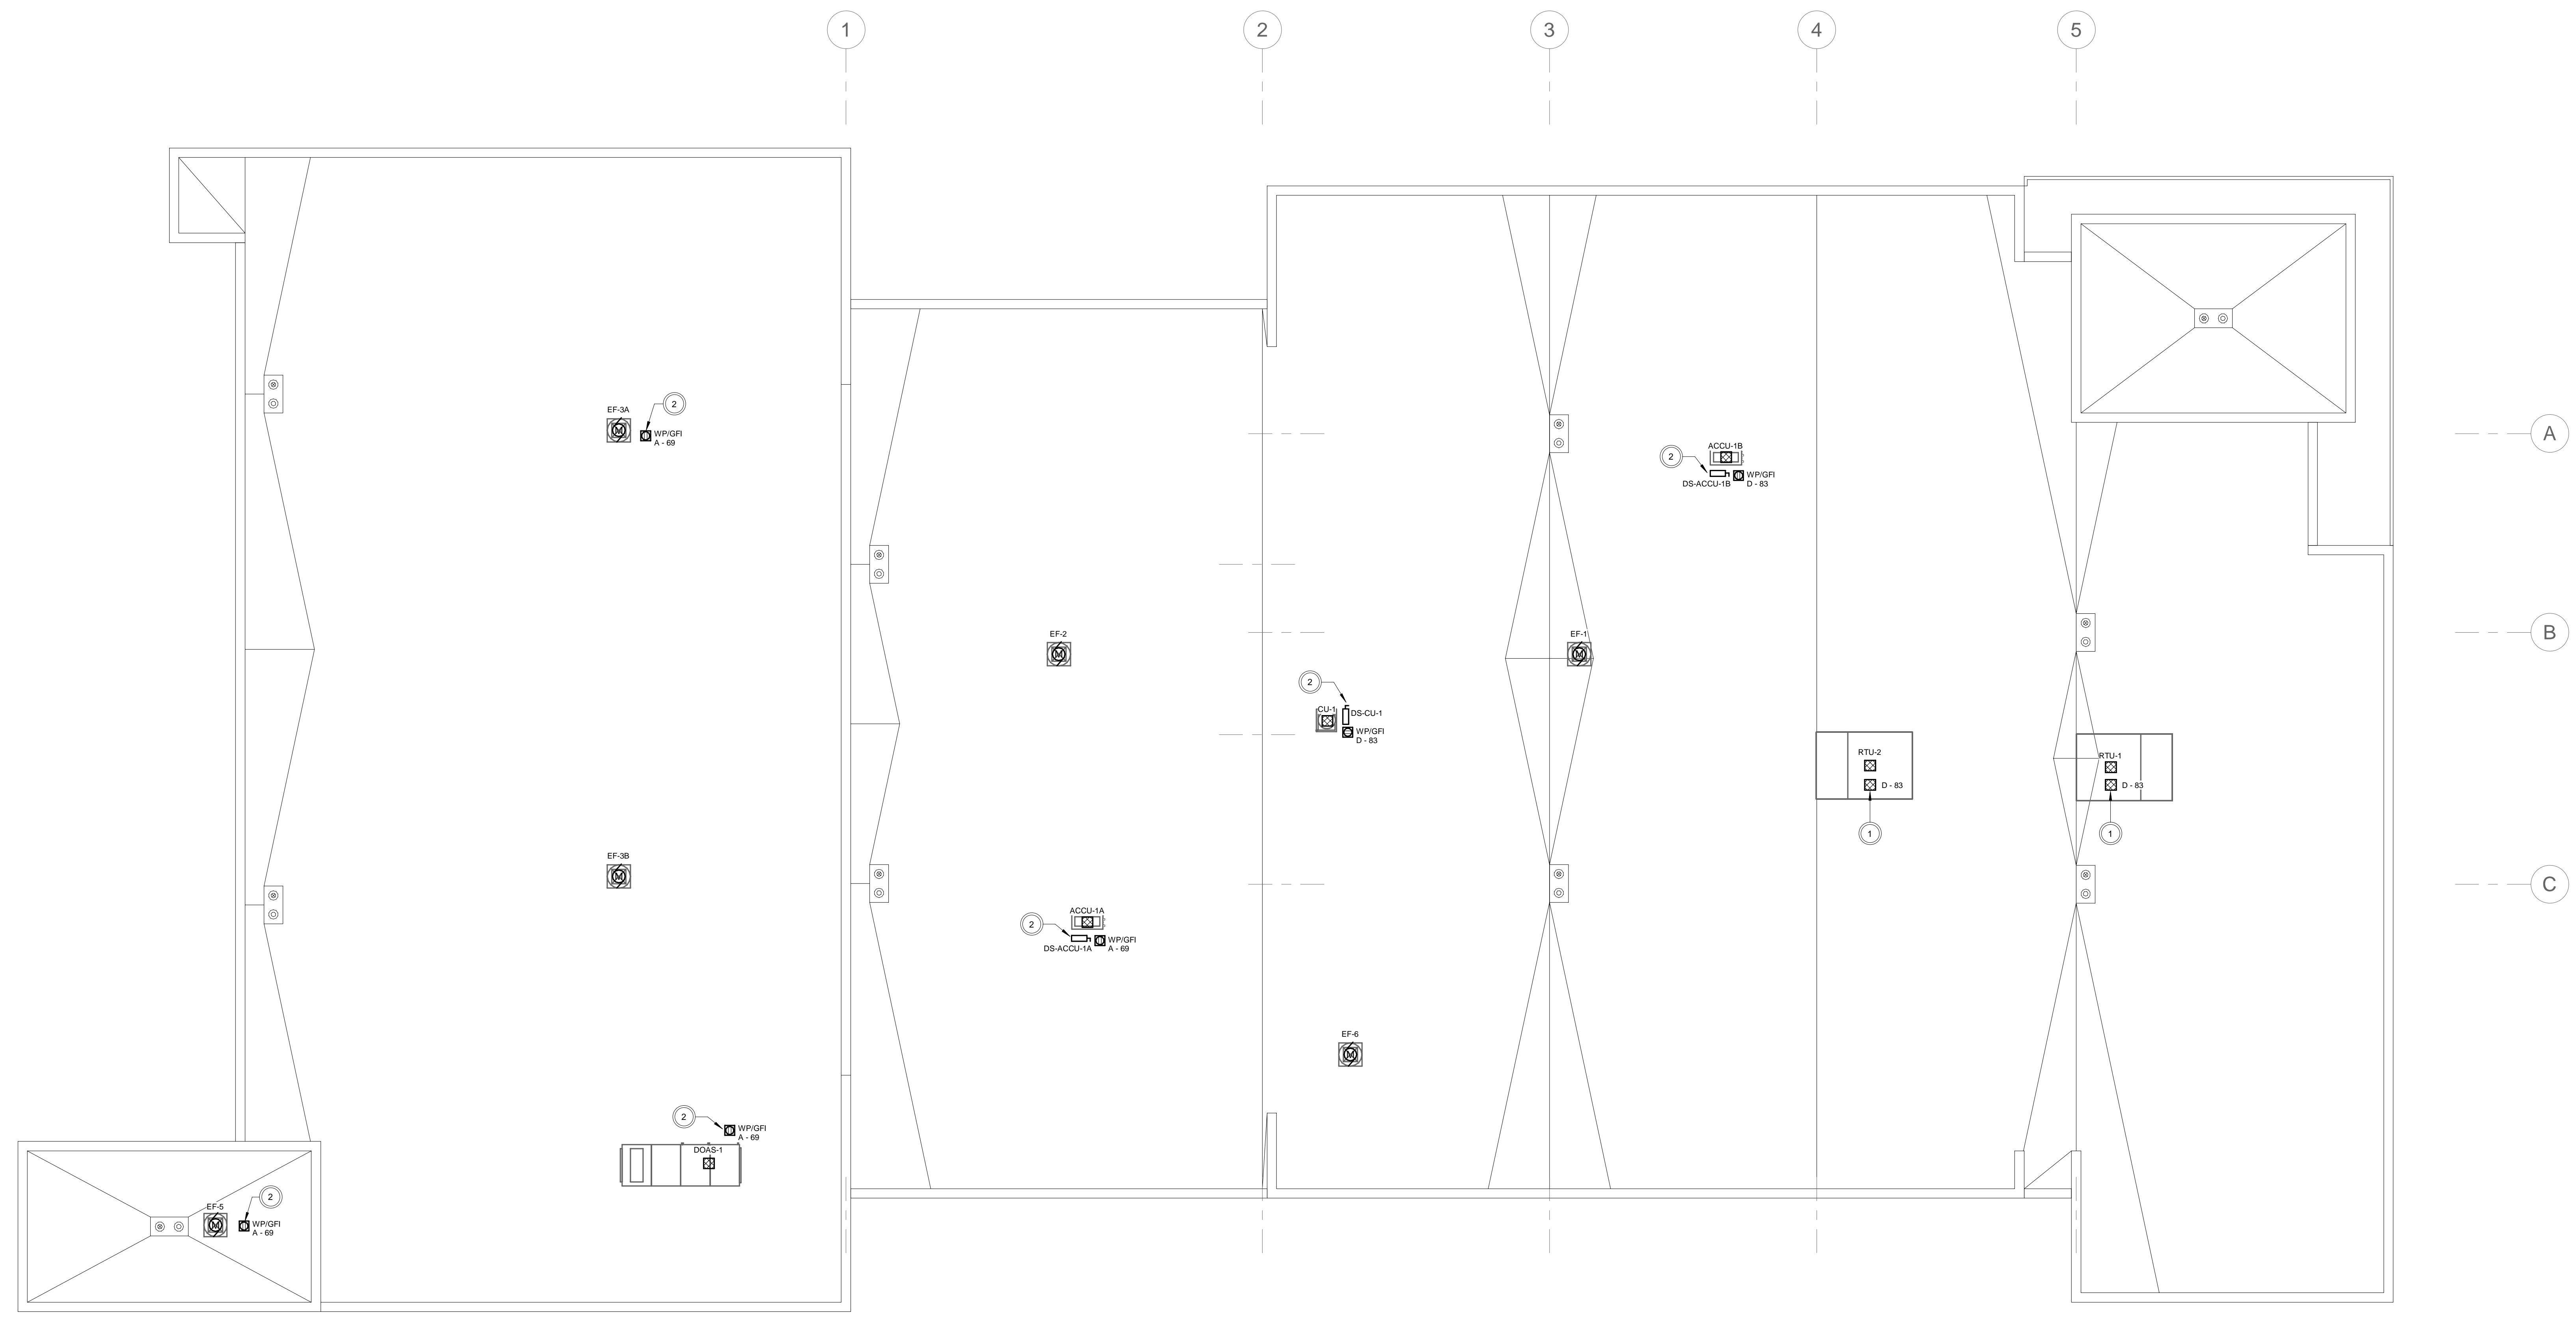 1
2
3
4
5
A
B
C
EF-3A
2
WP/GFI
A - 69
ACCU-1B
2
DS-ACCU-1B
WP/GFI
D - 83
EF-2
EF-1
2
CU-1
DS-CU-1
WP/GFI
D - 83
RTU-2
D - 83
1
RTU-1
D - 83
1
EF-3B
M
ACCU-1A
2
DS-ACCU-1A
WP/GFI
A - 69
EF-6
M
2
WP/GFI
A - 69
DOAS-1
EF-5
M
2
WP/GFI
A - 69
M
M
M